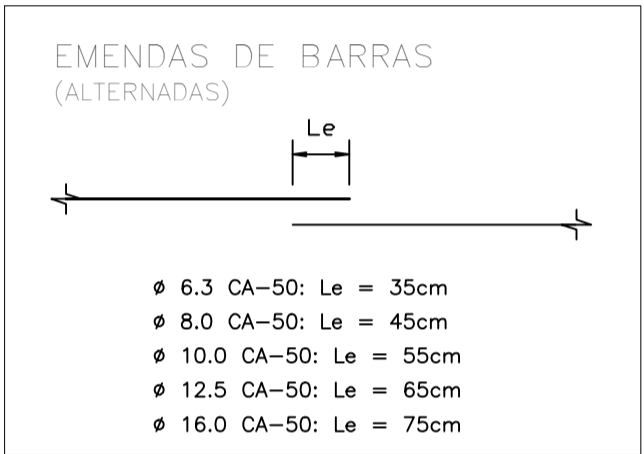 EMENDAS DE BARRAS
(ALTERNADAS)
Le
ø 6.3 CA-50: Le = 35cm
ø 8.0 CA-50: Le = 45cm
ø 10.0 CA-50: Le = 55cm
ø 12.5 CA-50: Le = 65cm
ø 16.0 CA-50: Le = 75cm